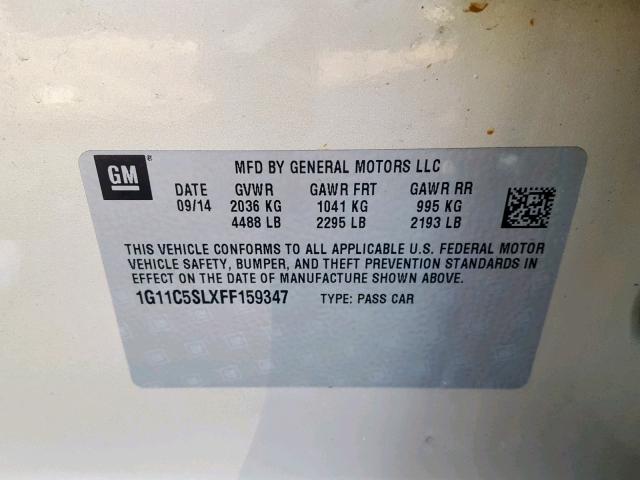 GM ®
MFD BY GENERAL MOTORS LLC
DATE GVWR GAWR FRT GAWR RR
09/14 2036 KG 1041 KG 995 KG
4488 LB 2295 LB 2193 LB
THIS VEHICLE CONFORMS TO ALL APPLICABLE U.S. FEDERAL MOTOR
VEHICLE SAFETY, BUMPER, AND THEFT PREVENTION STANDARDS IN
EFFECT ON THE DATE OF MANUFACTURE SHOWN ABOVE.
1G11C5SLXFF159347 TYPE: PASS CAR